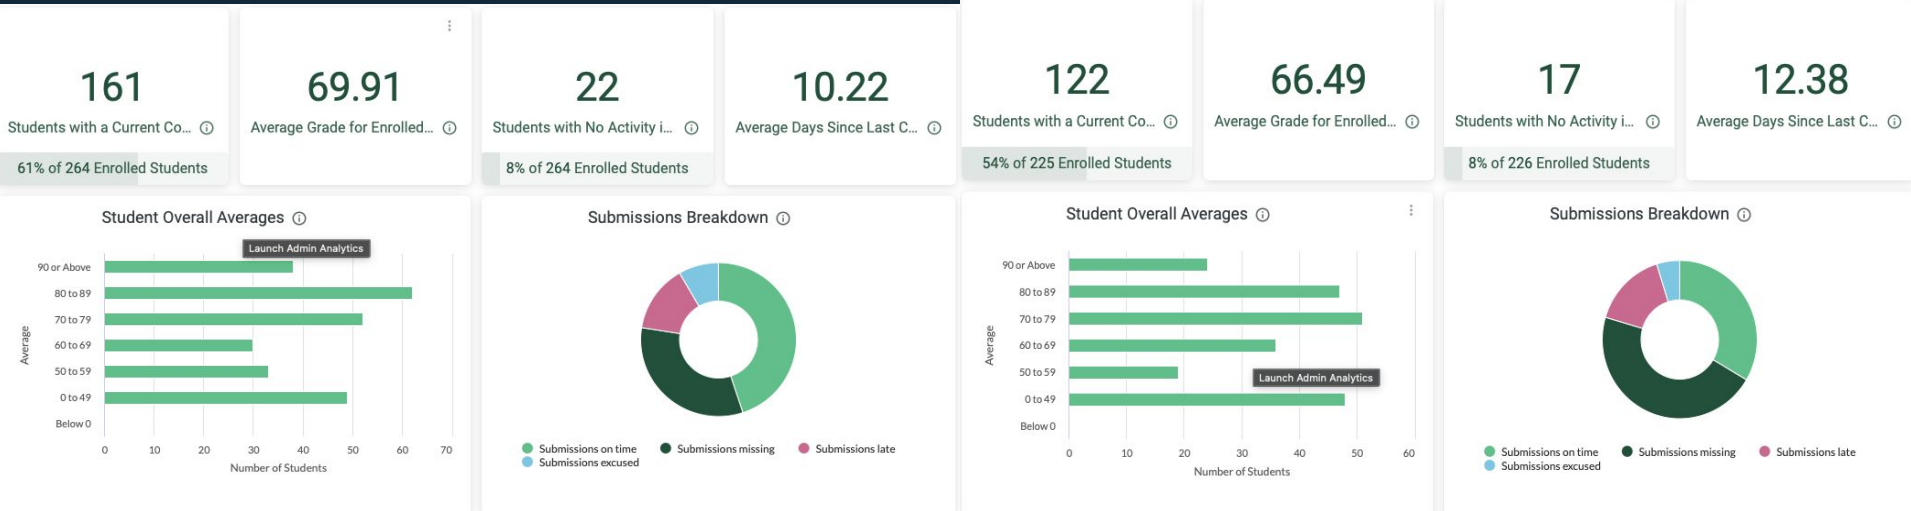 161
Students with a Current Co...
61% of 264 Enrolled Students
69.91
Average Grade for Enrolled...
22
Students with No Activity i...
8% of 264 Enrolled Students
10.22
Average Days Since Last C...
Student Overall Averages
Launch Admin Analytics
Average
90 or Above
80 to 89
70 to 79
60 to 69
50 to 59
0 to 49
Below 0
0 10 20 30 40 50 60 70
Number of Students
Submissions Breakdown
Submissions on time Submissions missing Submissions late
Submissions excused
122
Students with a Current Co...
54% of 225 Enrolled Students
66.49
Average Grade for Enrolled...
17
Students with No Activity i...
8% of 226 Enrolled Students
12.38
Average Days Since Last C...
Student Overall Averages
Average
90 or Above
80 to 89
70 to 79
60 to 69
50 to 59
Launch Admin Analytics
0 to 49
Below 0
0 10 20 30 40 50 60
Number of Students
Submissions Breakdown
Submissions on time Submissions missing Submissions late
Submissions excused